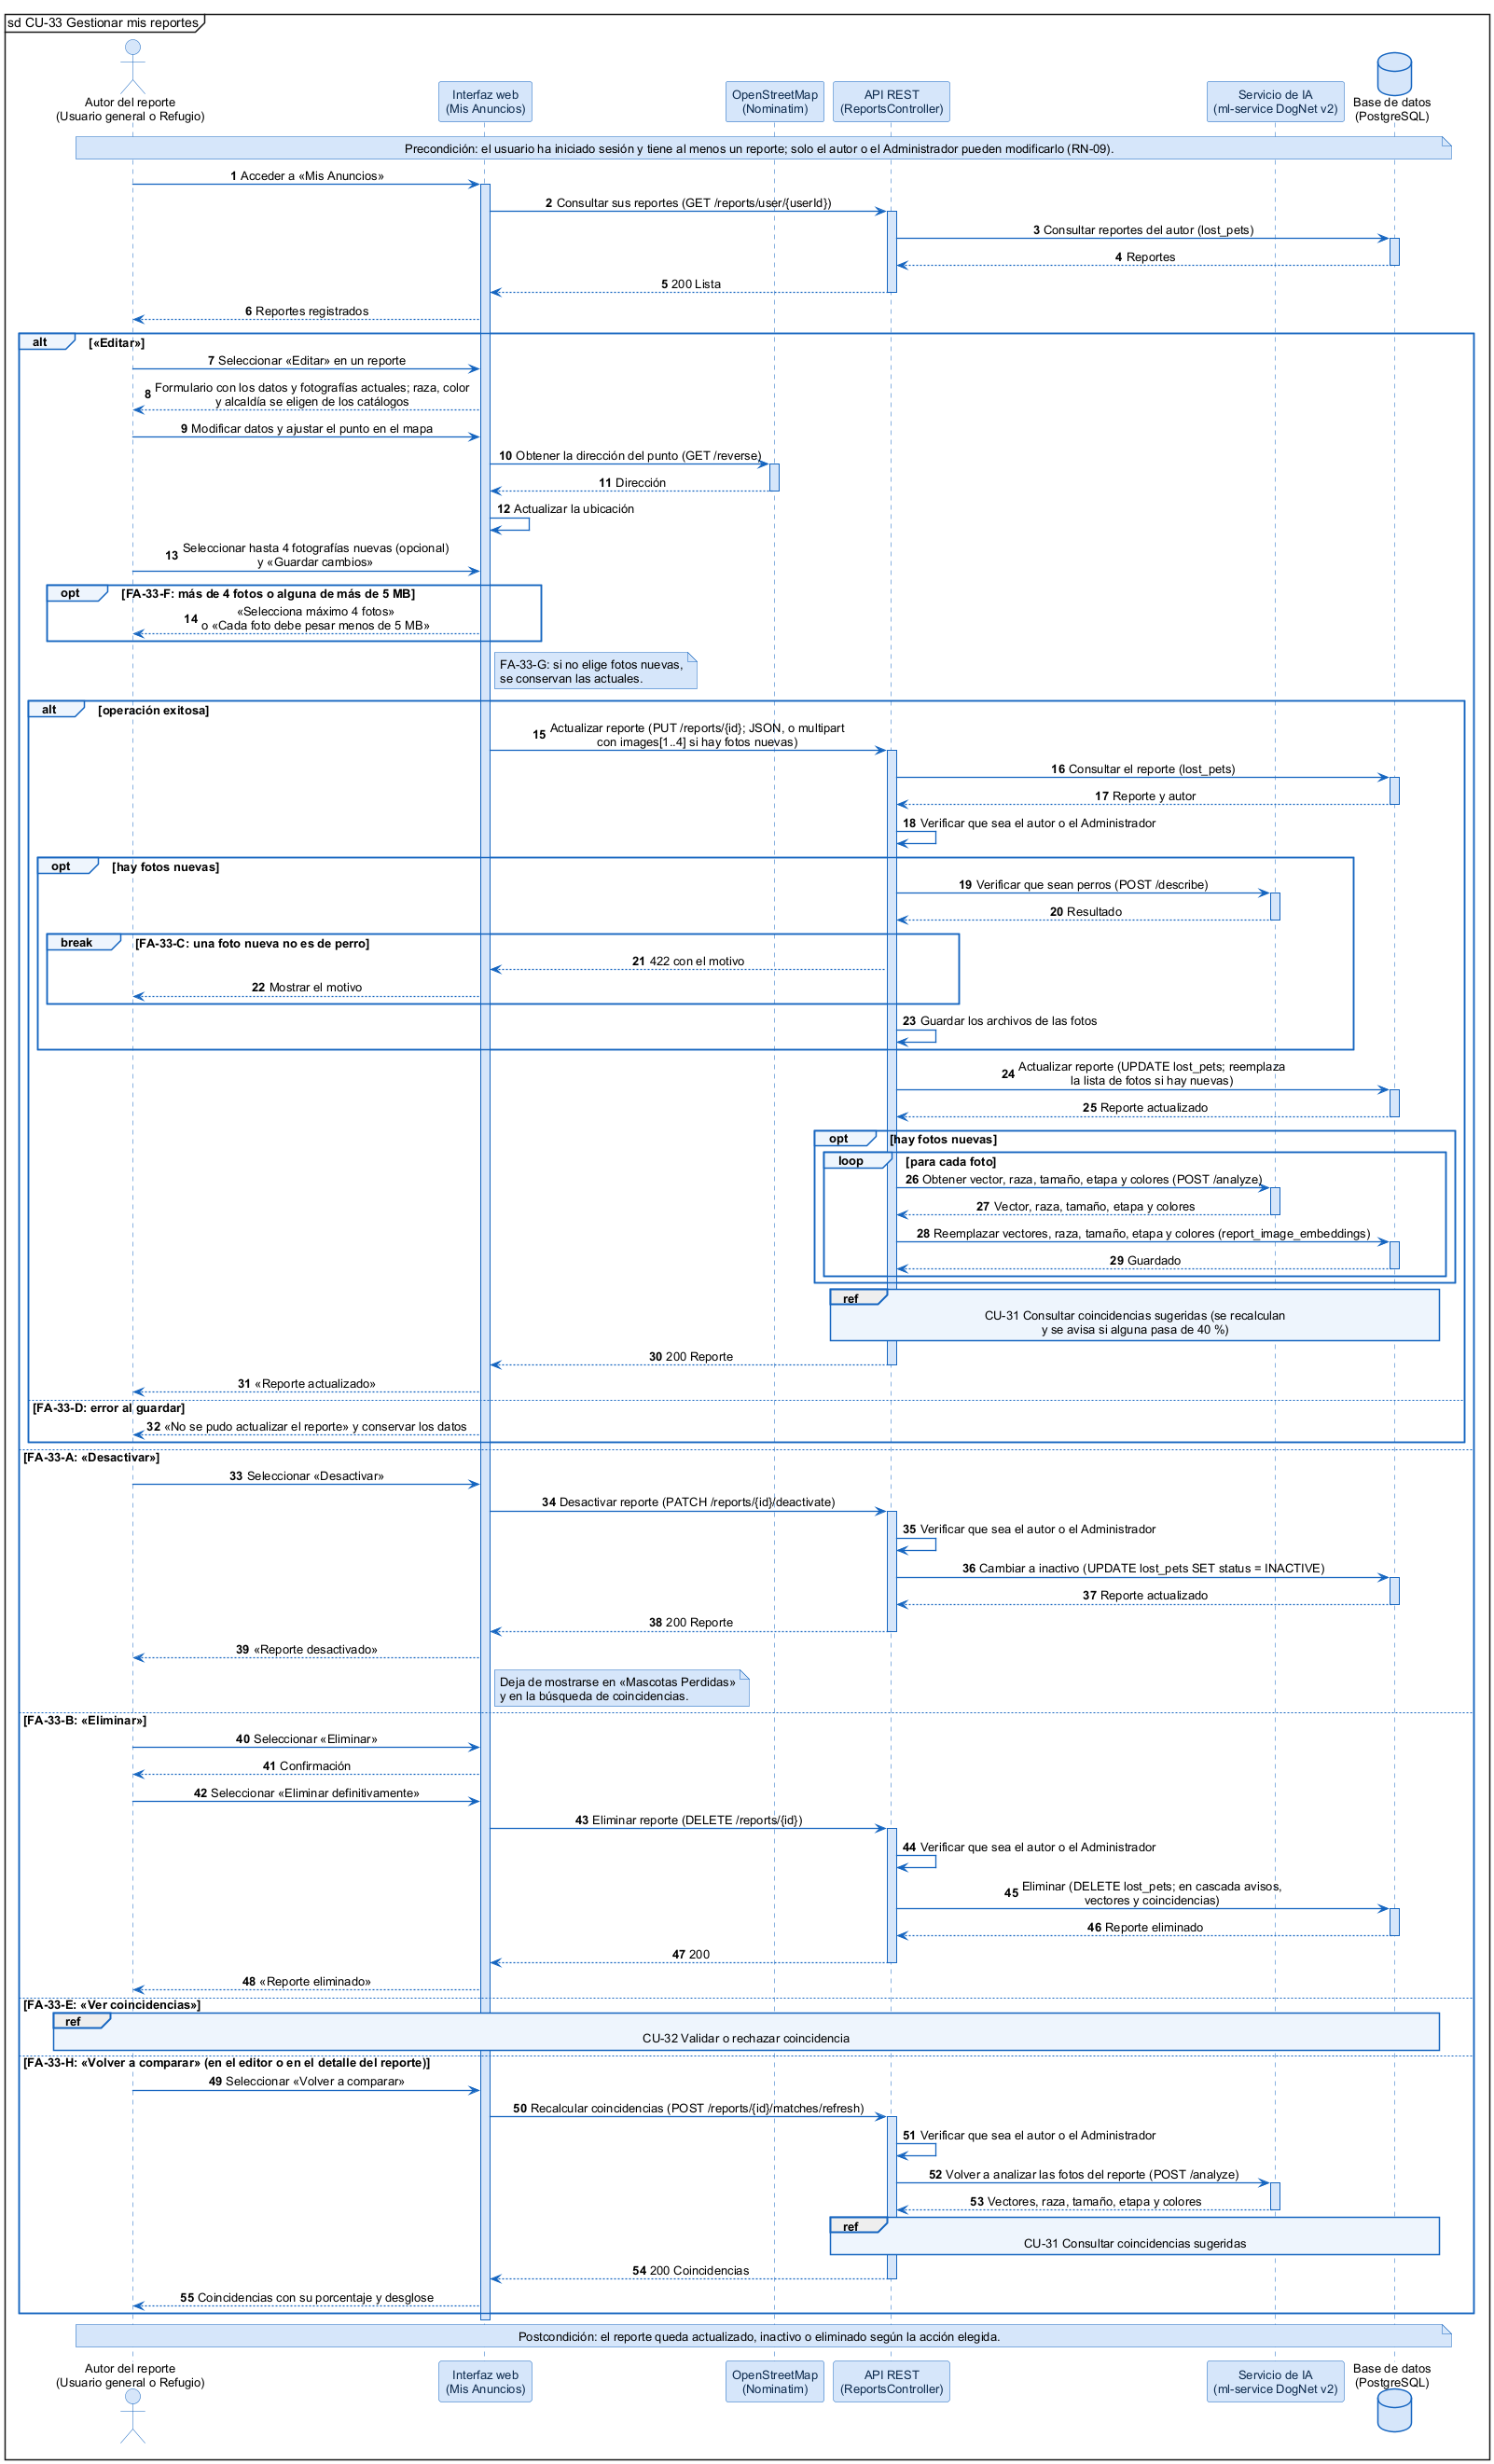 sd CU-33 Gestionar mis reportes
Autor del reporte
(Usuario general o Refugio)
Interfaz web
(Mis Anuncios)
OpenStreetMap
(Nominatim)
API REST
(ReportsController)
Servicio de IA
(ml-service DogNet v2)
Base de datos
(PostgreSQL)
Precondición: el usuario ha iniciado sesión y tiene al menos un reporte; solo el autor o el Administrador pueden modificarlo (RN-09).
1 Acceder a «Mis Anuncios»
2 Consultar sus reportes (GET /reports/user/{userId})
3 Consultar reportes del autor (lost_pets)
4 Reportes
5 200 Lista
6 Reportes registrados
alt [«Editar»]
7 Seleccionar «Editar» en un reporte
8 Formulario con los datos y fotografías actuales; raza, color
y alcaldía se eligen de los catálogos
9 Modificar datos y ajustar el punto en el mapa
10 Obtener la dirección del punto (GET /reverse)
11 Dirección
12 Actualizar la ubicación
13 Seleccionar hasta 4 fotografías nuevas (opcional)
y «Guardar cambios»
opt [FA-33-F: más de 4 fotos o alguna de más de 5 MB]
14 «Selecciona máximo 4 fotos»
o «Cada foto debe pesar menos de 5 MB»
FA-33-G: si no elige fotos nuevas,
se conservan las actuales.
alt [operación exitosa]
15 Actualizar reporte (PUT /reports/{id}; JSON, o multipart
con images[1..4] si hay fotos nuevas)
16 Consultar el reporte (lost_pets)
17 Reporte y autor
18 Verificar que sea el autor o el Administrador
opt [hay fotos nuevas]
19 Verificar que sean perros (POST /describe)
20 Resultado
break [FA-33-C: una foto nueva no es de perro]
21 422 con el motivo
22 Mostrar el motivo
23 Guardar los archivos de las fotos
24 Actualizar reporte (UPDATE lost_pets; reemplaza
la lista de fotos si hay nuevas)
25 Reporte actualizado
opt [hay fotos nuevas]
loop [para cada foto]
26 Obtener vector, raza, tamaño, etapa y colores (POST /analyze)
27 Vector, raza, tamaño, etapa y colores
28 Reemplazar vectores, raza, tamaño, etapa y colores (report_image_embeddings)
29 Guardado
ref
CU-31 Consultar coincidencias sugeridas (se recalculan
y se avisa si alguna pasa de 40 %)
30 200 Reporte
31 «Reporte actualizado»
[FA-33-D: error al guardar]
32 «No se pudo actualizar el reporte» y conservar los datos
[FA-33-A: «Desactivar»]
33 Seleccionar «Desactivar»
34 Desactivar reporte (PATCH /reports/{id}/deactivate)
35 Verificar que sea el autor o el Administrador
36 Cambiar a inactivo (UPDATE lost_pets SET status = INACTIVE)
37 Reporte actualizado
38 200 Reporte
39 «Reporte desactivado»
Deja de mostrarse en «Mascotas Perdidas»
y en la búsqueda de coincidencias.
[FA-33-B: «Eliminar»]
40 Seleccionar «Eliminar»
41 Confirmación
42 Seleccionar «Eliminar definitivamente»
43 Eliminar reporte (DELETE /reports/{id})
44 Verificar que sea el autor o el Administrador
45 Eliminar (DELETE lost_pets; en cascada avisos,
vectores y coincidencias)
46 Reporte eliminado
47 200
48 «Reporte eliminado»
[FA-33-E: «Ver coincidencias»]
ref
CU-32 Validar o rechazar coincidencia
[FA-33-H: «Volver a comparar» (en el editor o en el detalle del reporte)]
49 Seleccionar «Volver a comparar»
50 Recalcular coincidencias (POST /reports/{id}/matches/refresh)
51 Verificar que sea el autor o el Administrador
52 Volver a analizar las fotos del reporte (POST /analyze)
53 Vectores, raza, tamaño, etapa y colores
ref
CU-31 Consultar coincidencias sugeridas
54 200 Coincidencias
55 Coincidencias con su porcentaje y desglose
Postcondición: el reporte queda actualizado, inactivo o eliminado según la acción elegida.
Autor del reporte
(Usuario general o Refugio)
Interfaz web
(Mis Anuncios)
OpenStreetMap
(Nominatim)
API REST
(ReportsController)
Servicio de IA
(ml-service DogNet v2)
Base de datos
(PostgreSQL)